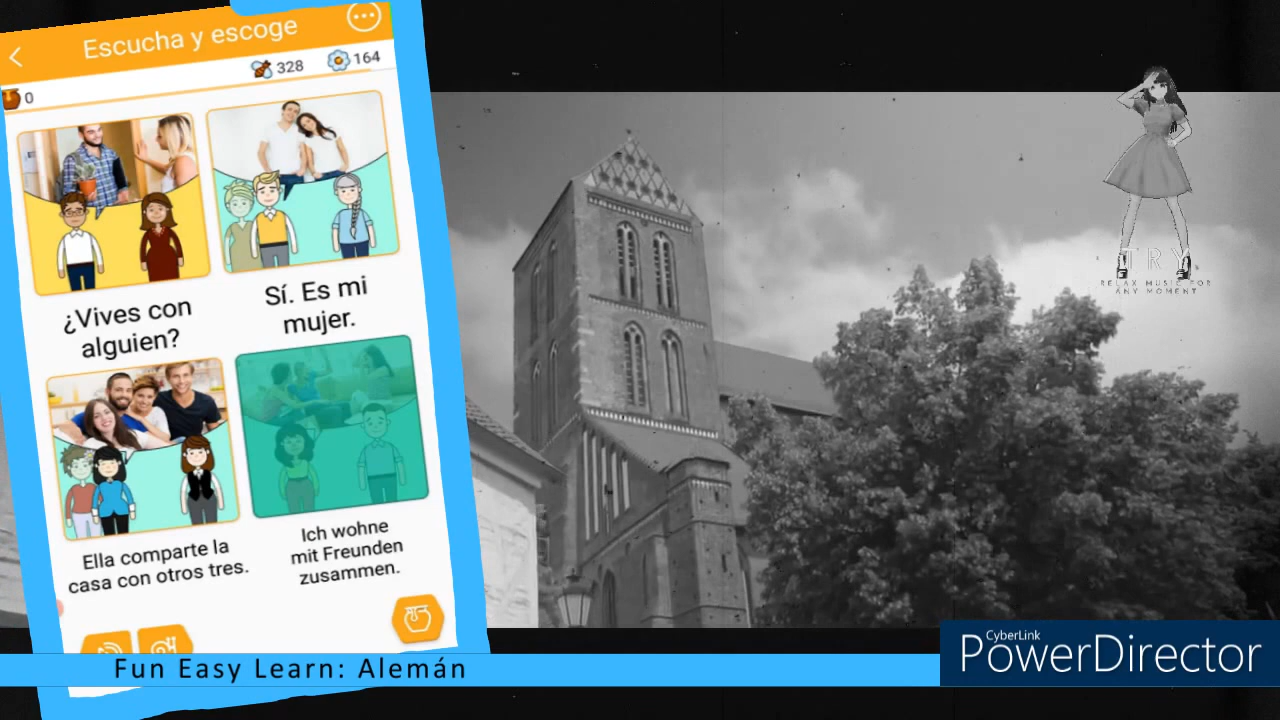 Escucha y escoge
328
164
0
¿Vives con
alguien?
Sí. Es mi
mujer.
Ella comparte la
casa con otros tres.
Ich wohne
mit Freunden
zusammen.
TRY
RELAX MUSIC FOR
ANY MOMENT
Fun Easy Learn: Alemán
CyberLink
PowerDirector